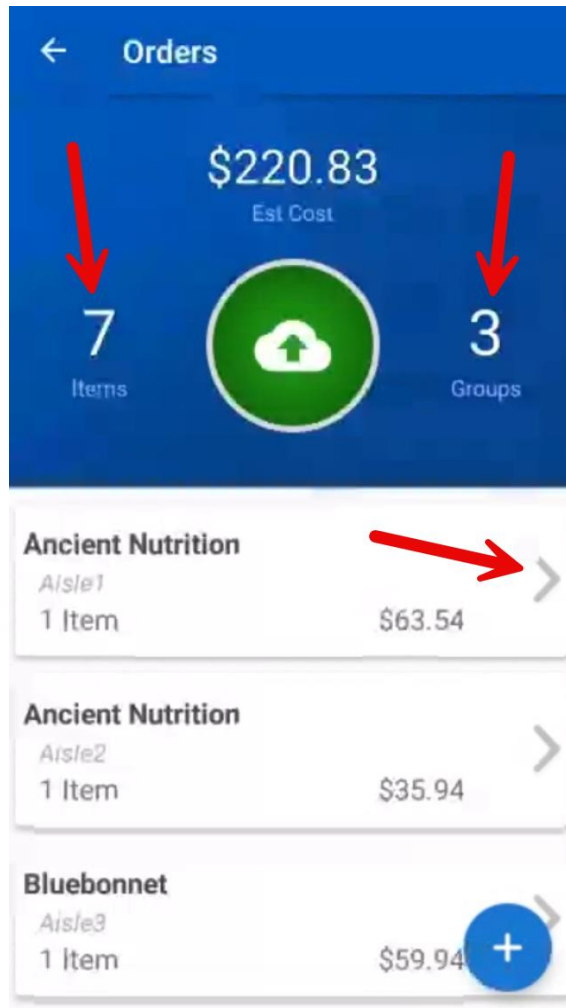 Orders
$220.83
Est Cost
7
3
Items
Groups
Ancient Nutrition
Aisle1
1 Item
$63.54
Ancient Nutrition
Aisle2
1 Item
$35.94
Bluebonnet
Aisle3
1 Item
$59.94
+